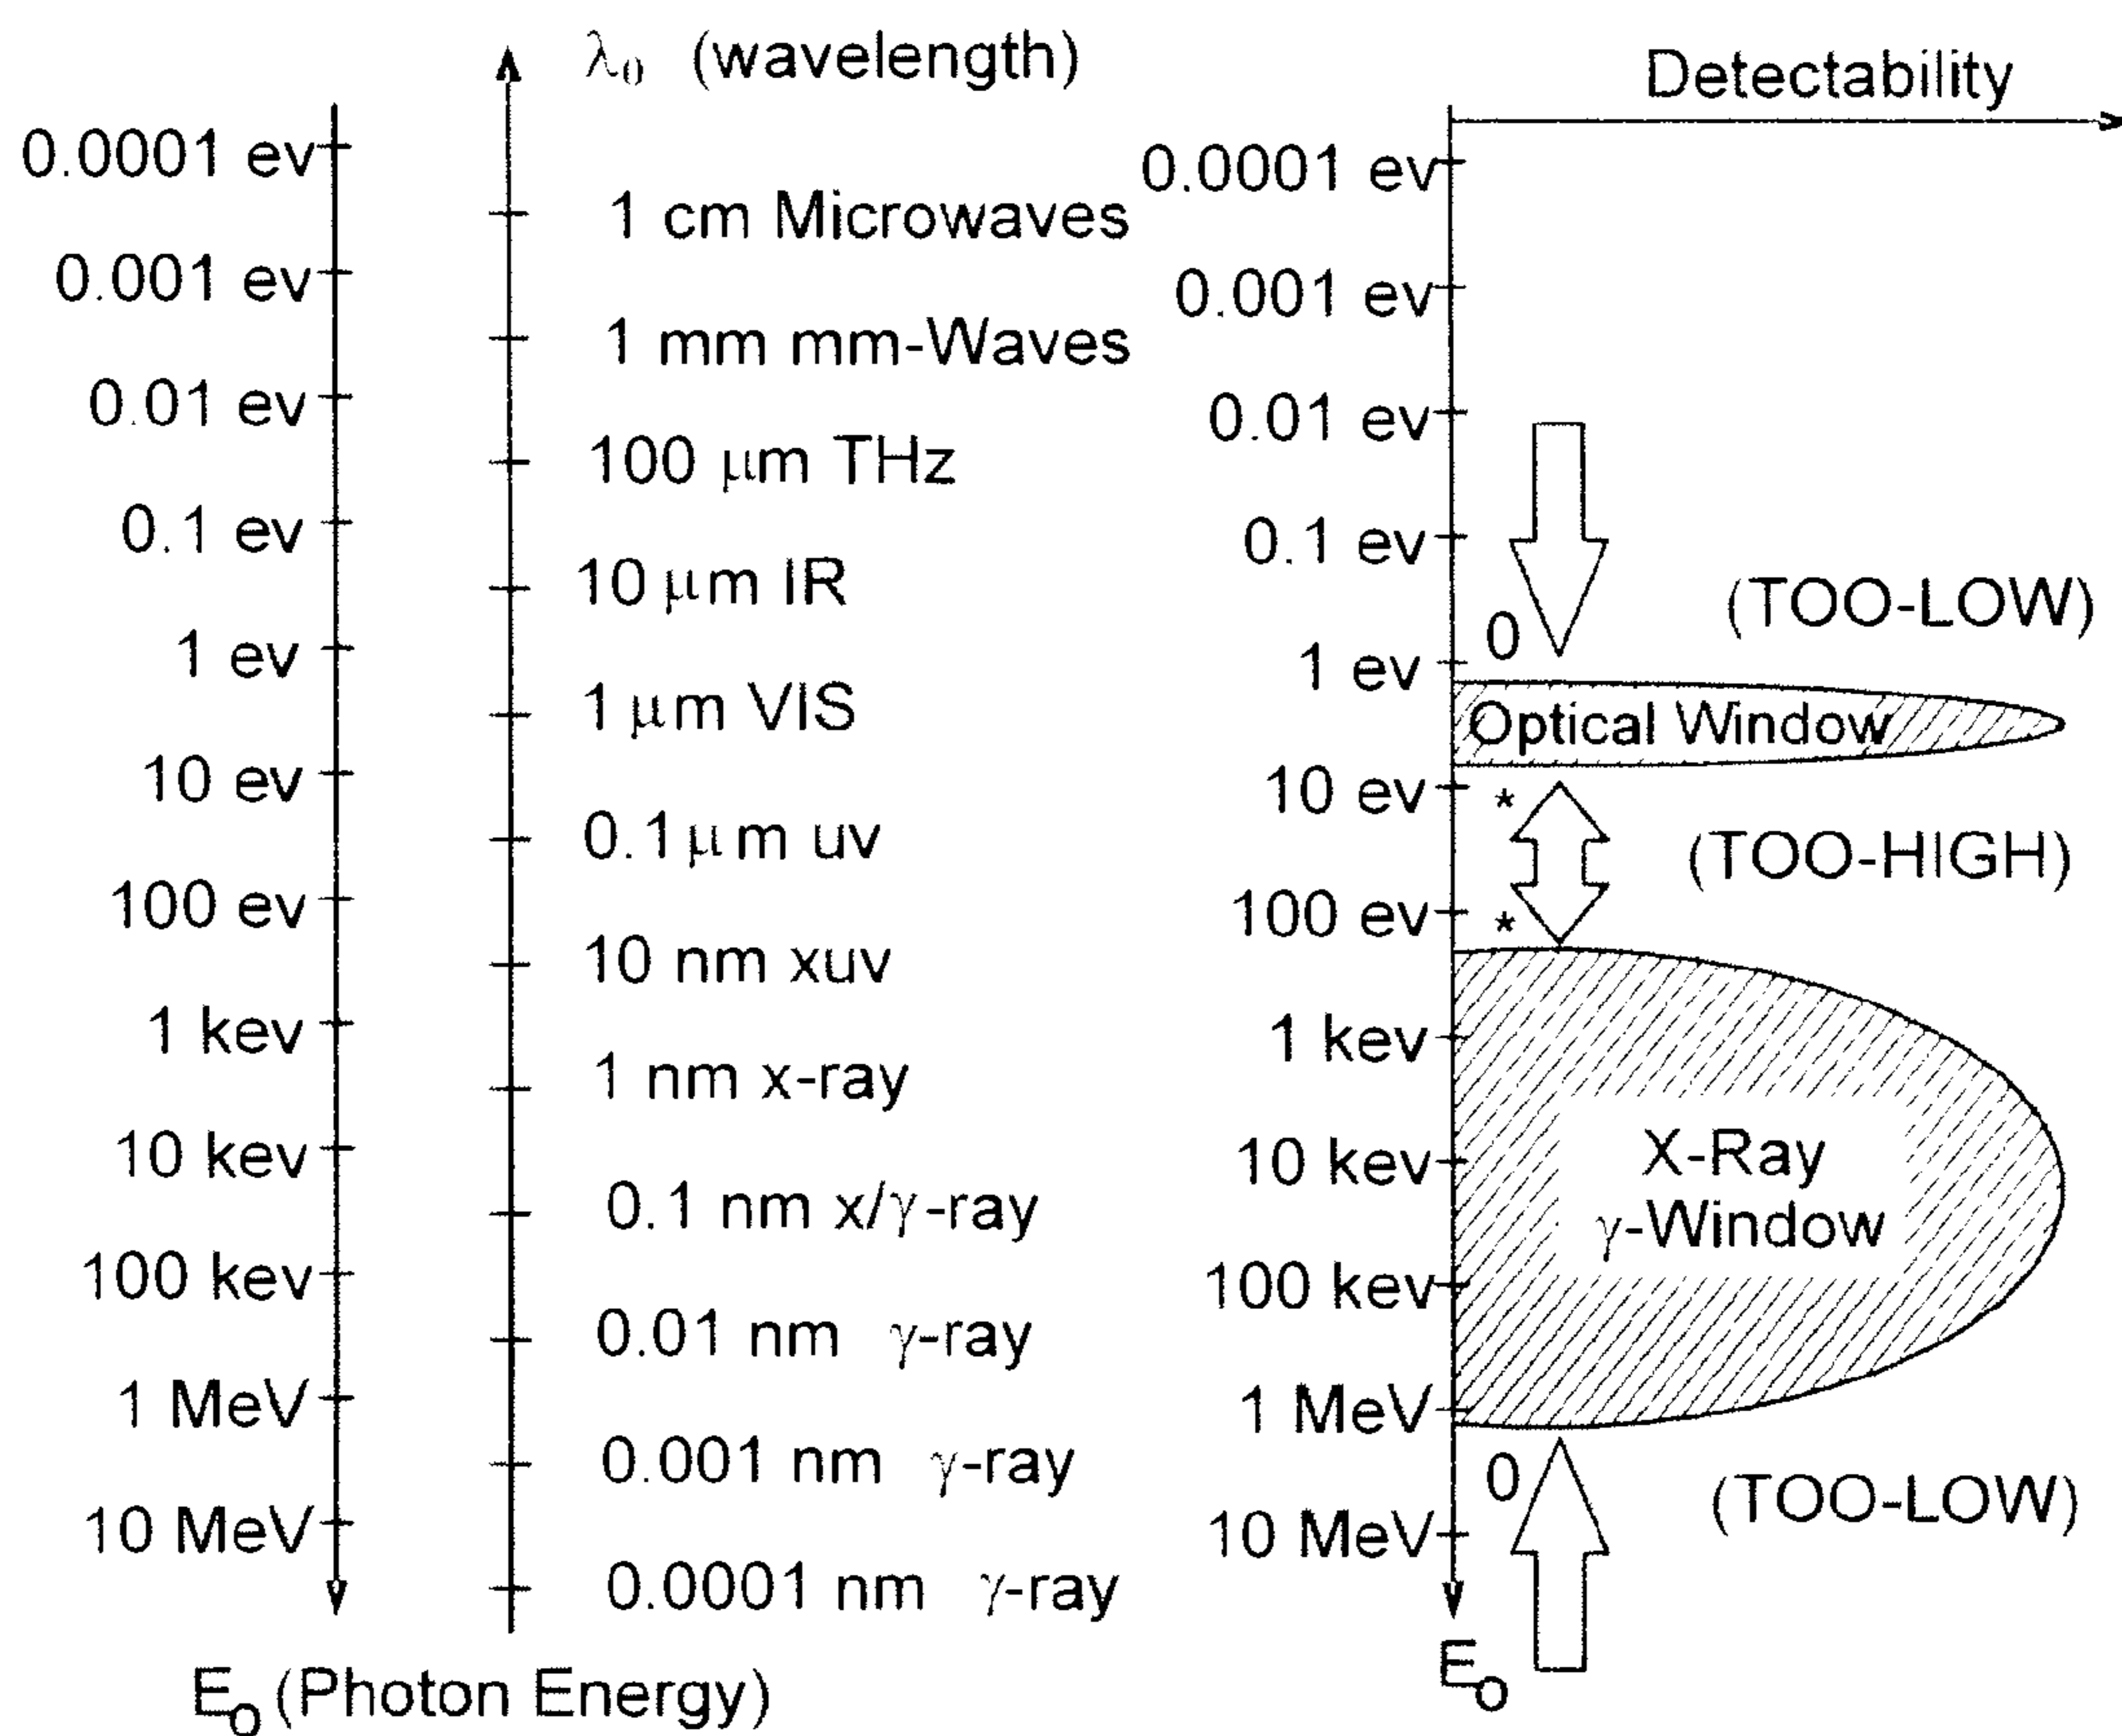 λ₀ (wavelength)
Detectability
0.0001 ev
0.001 ev
0.01 ev
0.1 ev
1 ev
10 ev
100 ev
1 kev
10 kev
100 kev
1 MeV
10 MeV
E₀ (Photon Energy)
1 cm Microwaves
1 mm mm-Waves
100 μm THz
10 μm IR
1 μm VIS
0.1 μm uv
10 nm xuv
1 nm x-ray
0.1 nm x/γ-ray
0.01 nm γ-ray
0.001 nm γ-ray
0.0001 nm γ-ray
0.0001 ev
0.001 ev
0.01 ev
0.1 ev
1 ev
10 ev
100 ev
1 kev
10 kev
100 kev
1 MeV
10 MeV
E₀
0
(TOO-LOW)
Optical Window
*
(TOO-HIGH)
*
X-Ray
γ-Window
0
(TOO-LOW)